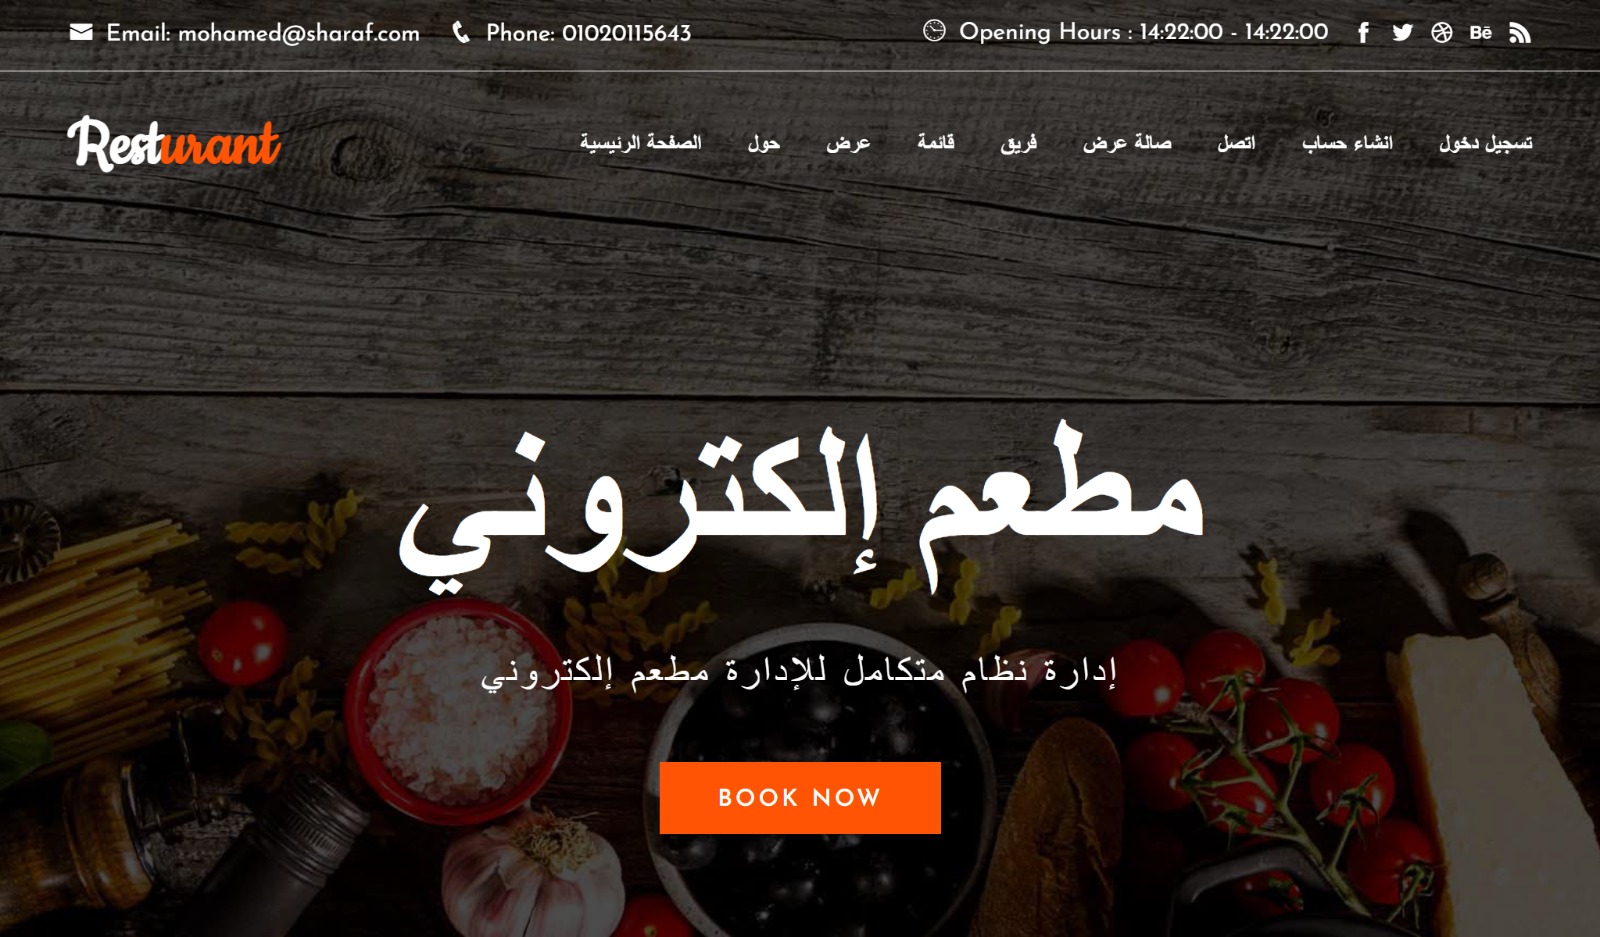 Email: mohamed@sharaf.com Phone: 01020115643 Opening Hours : 14:22:00 - 14:22:00 Bē
Resturant
الصفحة الرئيسية حول عرض قائمة فريق صالة عرض اتصل انشاء حساب تسجيل دخول
مطعم إلكتروني
إدارة نظام متكامل للإدارة مطعم إلكتروني
BOOK NOW